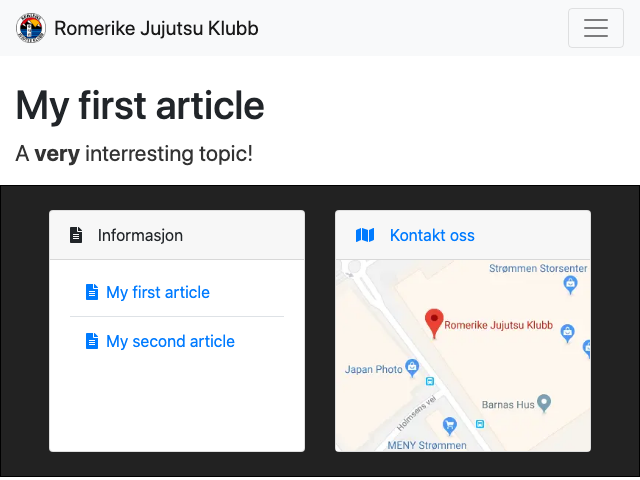 Romerike Jujutsu Klubb
My first article
A very interresting topic!
Informasjon
My first article
My second article
Kontakt oss
Strømmen Storsenter
Romerike Jujutsu Klubb
Japan Photo
Barnas Hus
Holmsens vei
MENY Strømmen